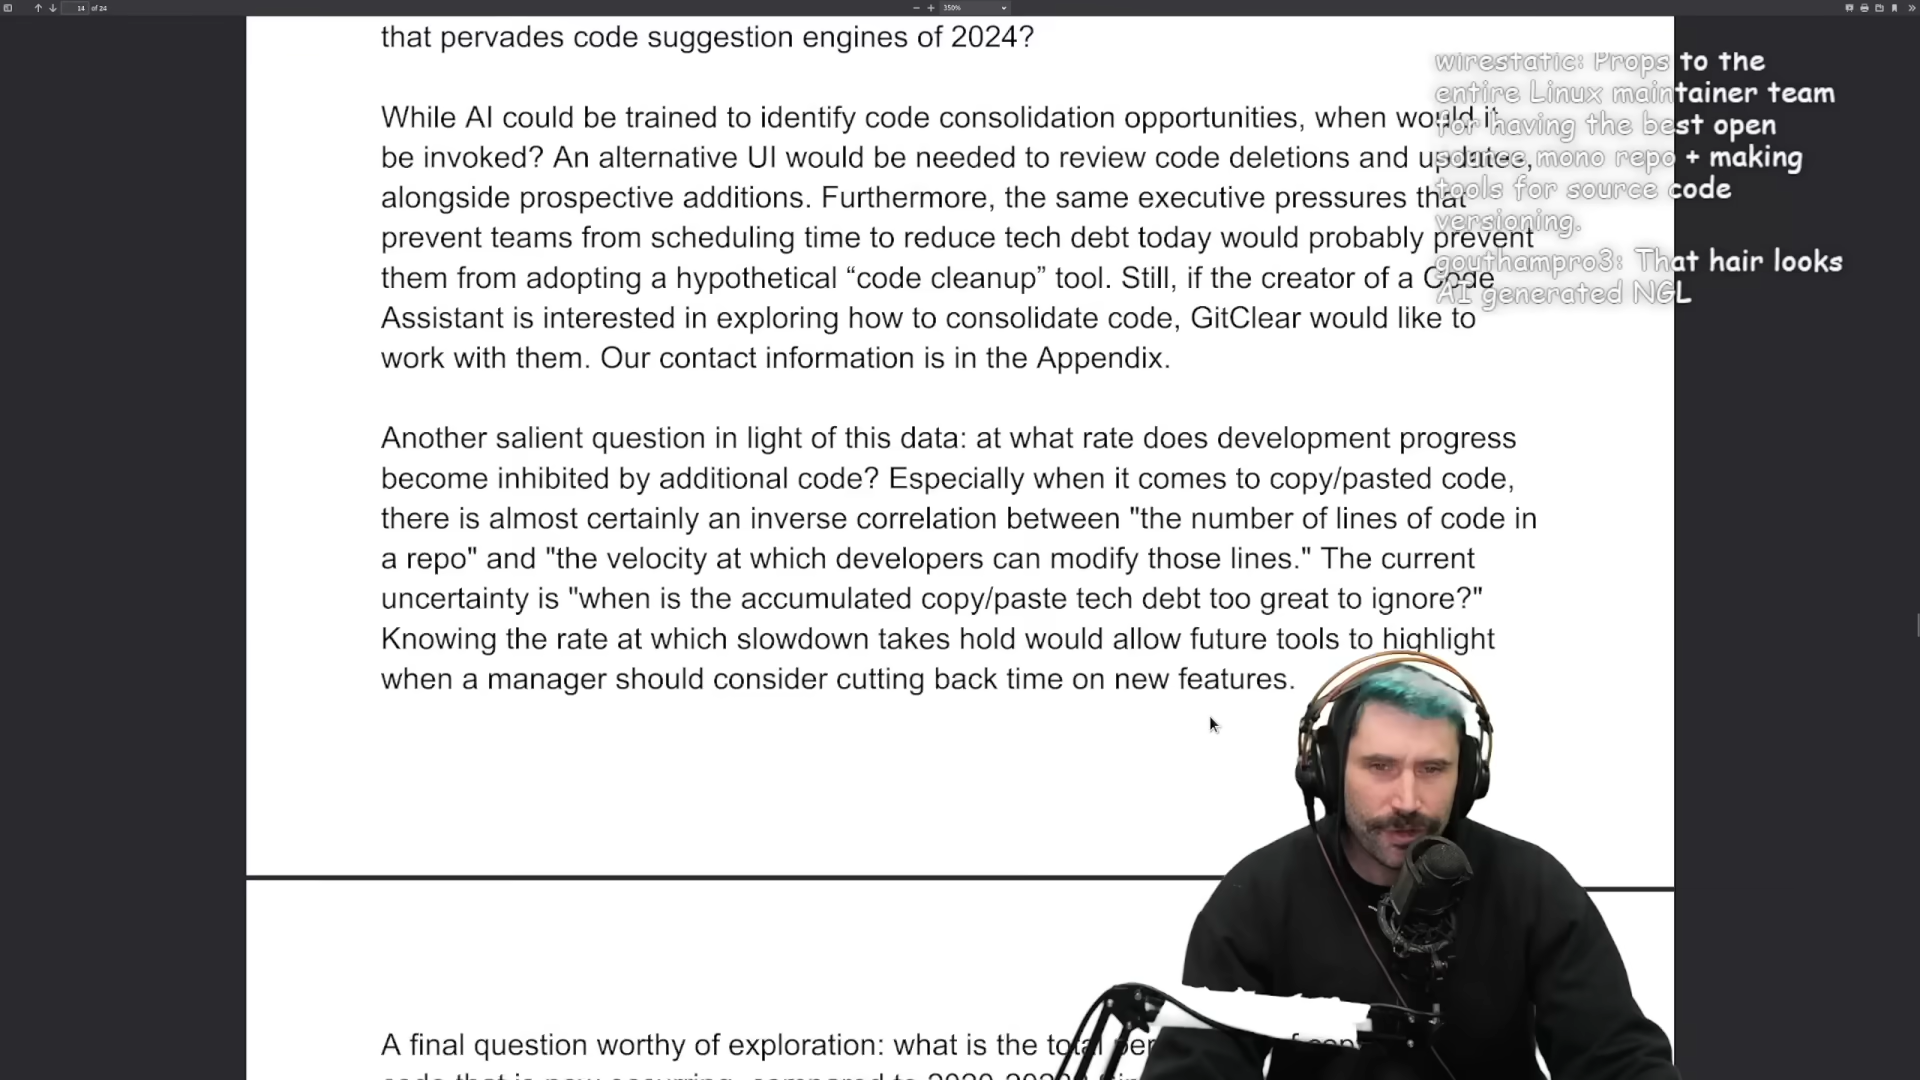 14 of 24
350%
that pervades code suggestion engines of 2024?
While AI could be trained to identify code consolidation opportunities, when would it
be invoked? An alternative UI would be needed to review code deletions and updates,
alongside prospective additions. Furthermore, the same executive pressures that
prevent teams from scheduling time to reduce tech debt today would probably prevent
them from adopting a hypothetical “code cleanup” tool. Still, if the creator of a Code
Assistant is interested in exploring how to consolidate code, GitClear would like to
work with them. Our contact information is in the Appendix.
Another salient question in light of this data: at what rate does development progress
become inhibited by additional code? Especially when it comes to copy/pasted code,
there is almost certainly an inverse correlation between "the number of lines of code in
a repo" and "the velocity at which developers can modify those lines." The current
uncertainty is "when is the accumulated copy/paste tech debt too great to ignore?"
Knowing the rate at which slowdown takes hold would allow future tools to highlight
when a manager should consider cutting back time on new features.
A final question worthy of exploration: what is the total
wirestatic: Props to the
entire Linux maintainer team
for having the best open
source mono repo + making
tools for source code
versioning.
gouthampro3: That hair looks
AI generated NGL